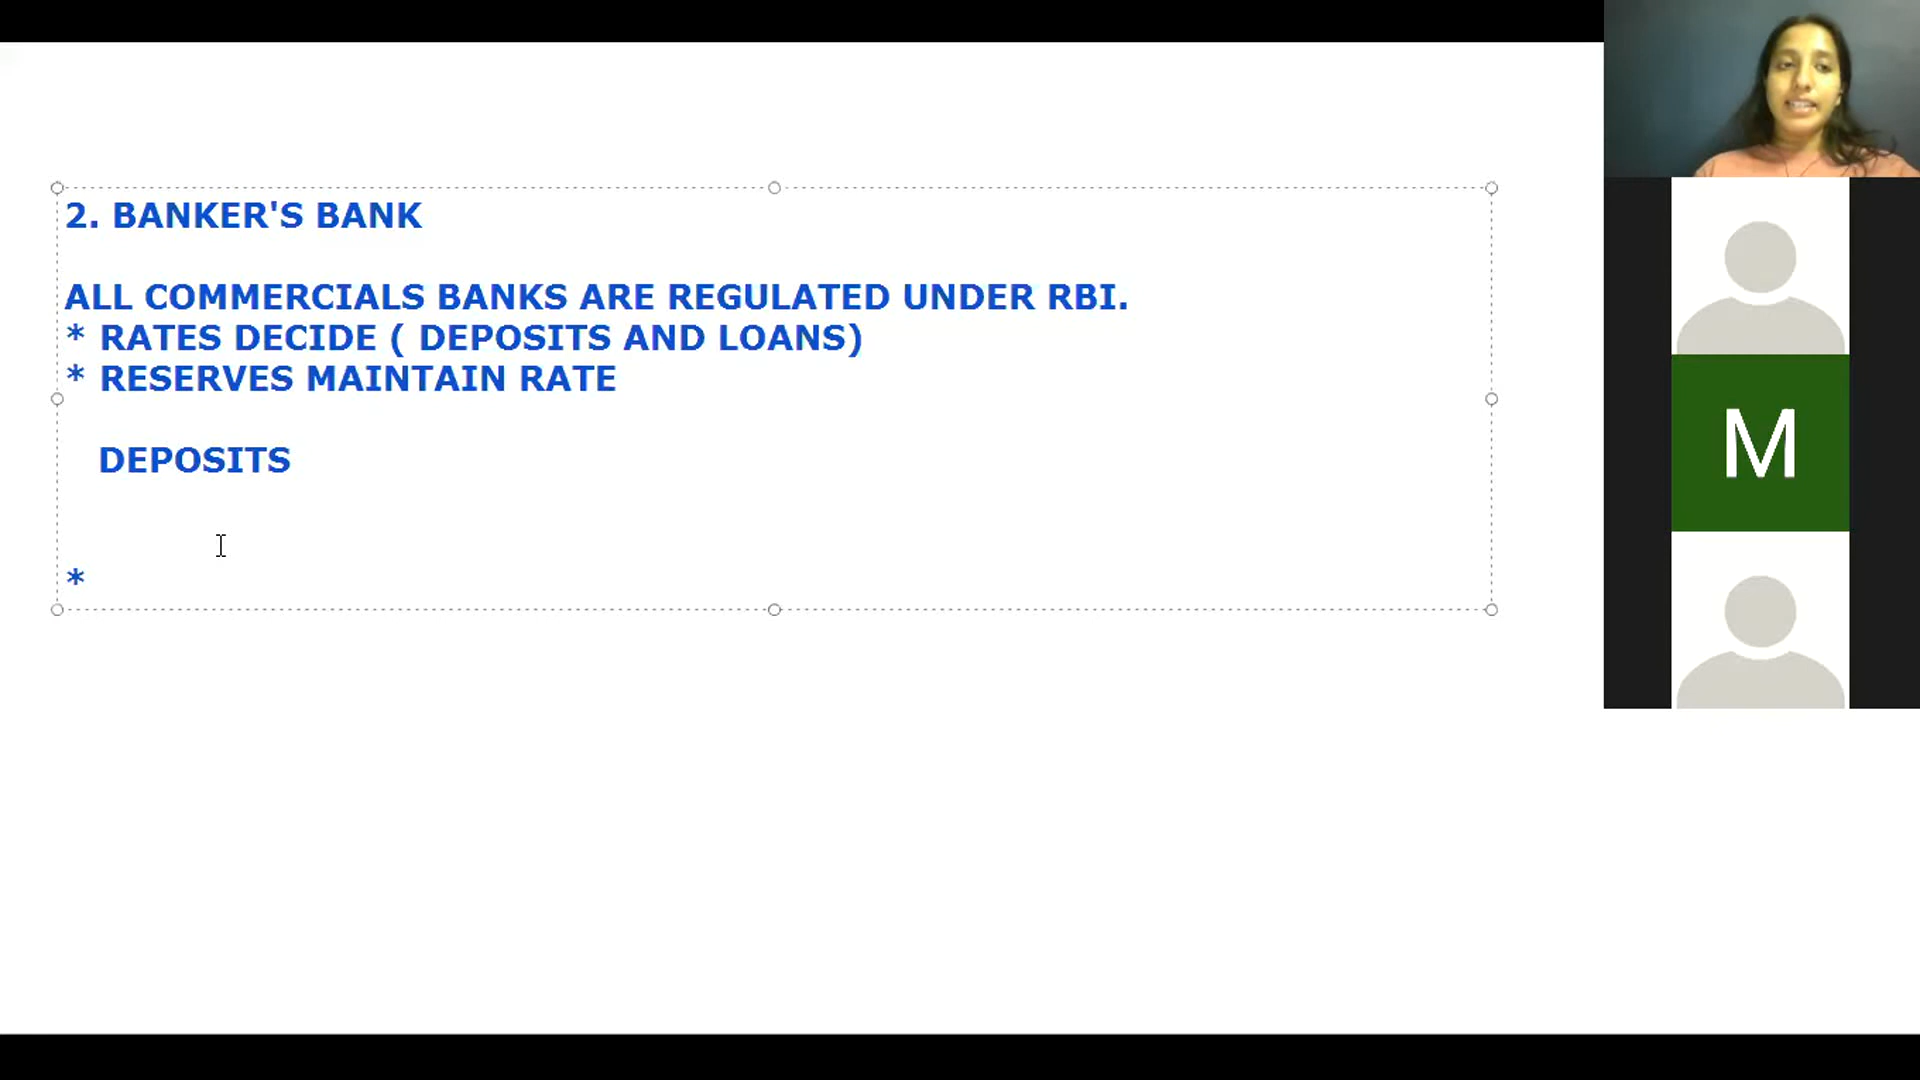 2. BANKER'S BANK
ALL COMMERCIALS BANKS ARE REGULATED UNDER RBI.
* RATES DECIDE ( DEPOSITS AND LOANS)
* RESERVES MAINTAIN RATE
DEPOSITS
*
M